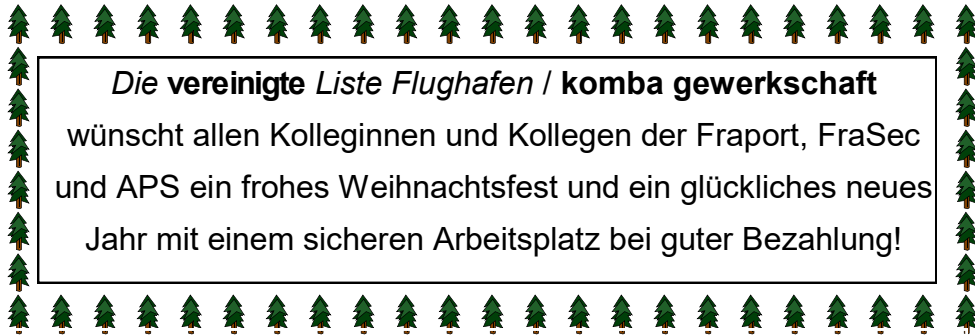 Die vereinigte Liste Flughafen / komba gewerkschaft
wünscht allen Kolleginnen und Kollegen der Fraport, FraSec
und APS ein frohes Weihnachtsfest und ein glückliches neues
Jahr mit einem sicheren Arbeitsplatz bei guter Bezahlung!